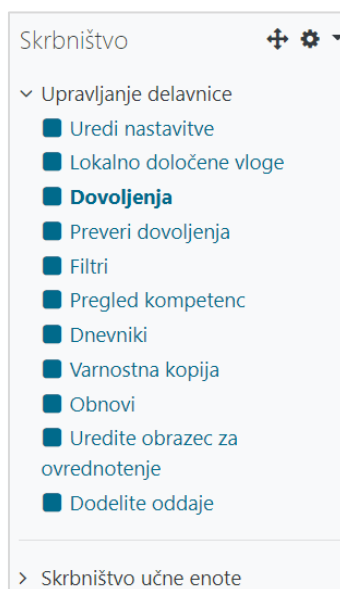 Skrbništvo
Upravljanje delavnice
Uredi nastavitve
Lokalno določene vloge
Dovoljenja
Preveri dovoljenja
Filtri
Pregled kompetenc
Dnevniki
Varnostna kopija
Obnovi
Uredite obrazec za
ovrednotenje
Dodelite oddaje
Skrbništvo učne enote